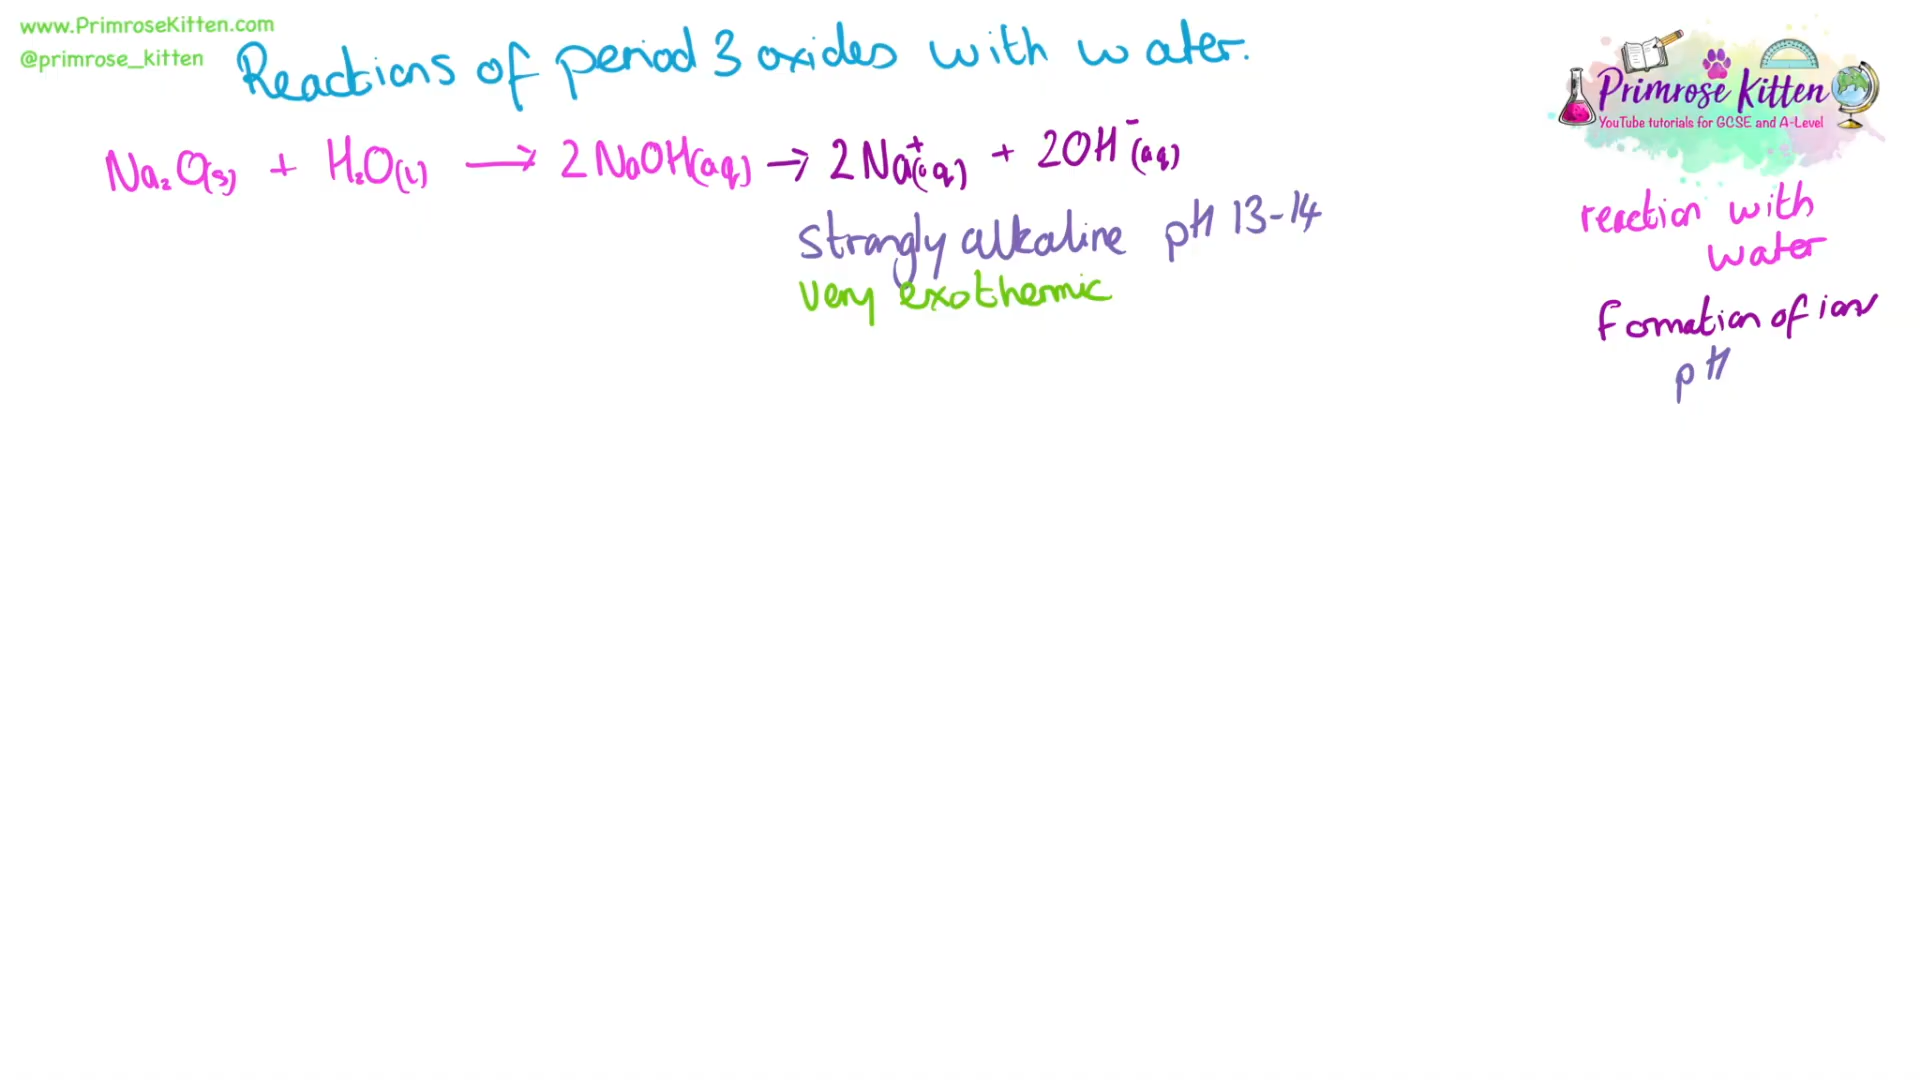 www.PrimroseKitten.com
@primrose_kitten
Reactions of period 3 oxides with water.
Primrose Kitten
YouTube tutorials for GCSE and A-Level
Na₂O(s) + H₂O(l) → 2NaOH(aq) → 2Na⁺(aq) + 2OH⁻(aq)
strongly alkaline pH 13-14
very exothermic
reaction with
water
Formation of ions
pH